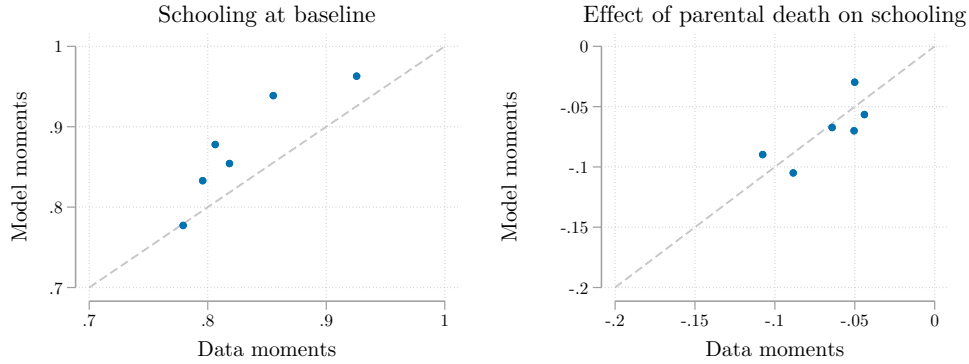 Schooling at baseline
Model moments
1
.9
.8
.7
.7 .8 .9 1
Data moments
Effect of parental death on schooling
Model moments
0
-.05
-.1
-.15
-.2
-.2 -.15 -.1 -.05 0
Data moments